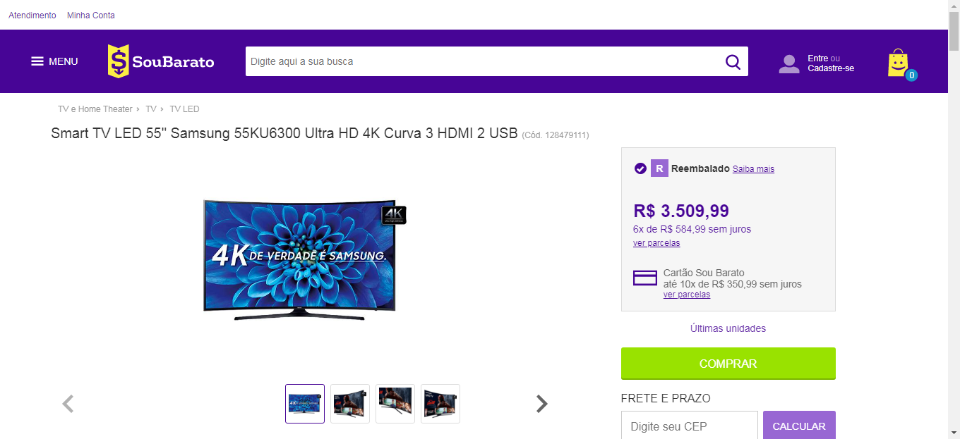 Atendimento Minha Conta
MENU SouBarato Digite aqui a sua busca Entre ou
Cadastre-se
0
TV e Home Theater › TV › TV LED
Smart TV LED 55" Samsung 55KU6300 Ultra HD 4K Curva 3 HDMI 2 USB (Cód. 128479111)
R Reembalado Saiba mais
R$ 3.509,99
6x de R$ 584,99 sem juros
ver parcelas
Cartão Sou Barato
até 10x de R$ 350,99 sem juros
ver parcelas
4K
4K DE VERDADE É SAMSUNG.
Últimas unidades
COMPRAR
FRETE E PRAZO
Digite seu CEP CALCULAR